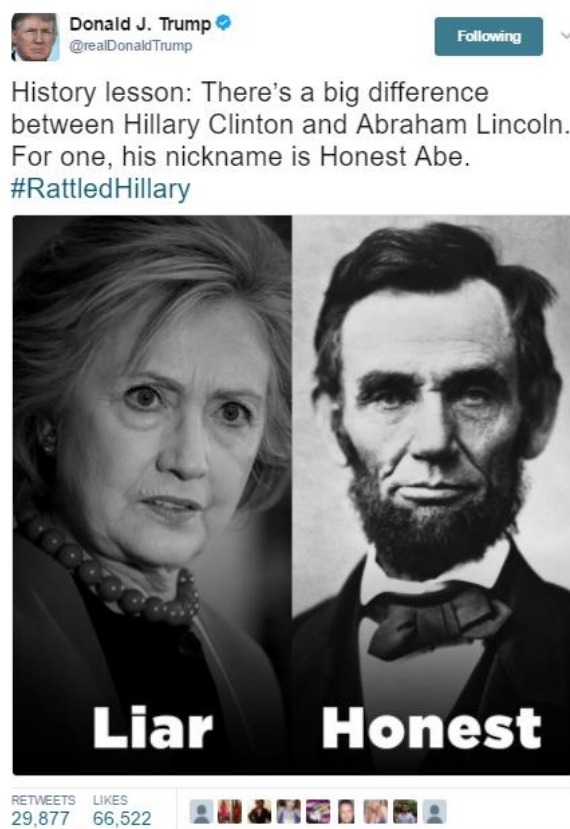 Donald J. Trump
@realDonaldTrump
Following
History lesson: There's a big difference
between Hillary Clinton and Abraham Lincoln.
For one, his nickname is Honest Abe.
#RattledHillary
Liar Honest
RETWEETS LIKES
29,877 66,522